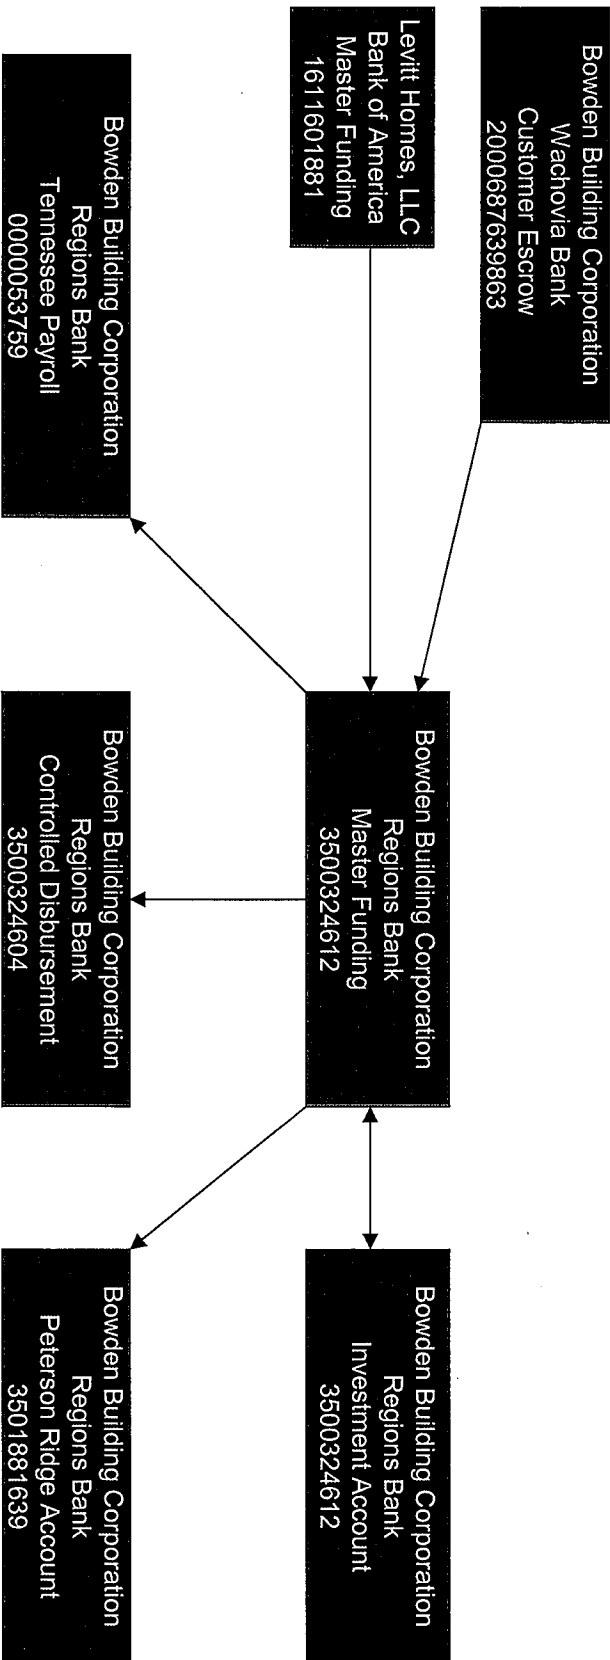 Bowden Building Corporation
Wachovia Bank
Customer Escrow
2000687639863
Levitt Homes, LLC
Bank of America
Master Funding
1611601881
Bowden Building Corporation
Regions Bank
Master Funding
3500324612
Bowden Building Corporation
Regions Bank
Investment Account
3500324612
Bowden Building Corporation
Regions Bank
Tennessee Payroll
0000053759
Bowden Building Corporation
Regions Bank
Controlled Disbursement
3500324604
Bowden Building Corporation
Regions Bank
Peterson Ridge Account
3501881639